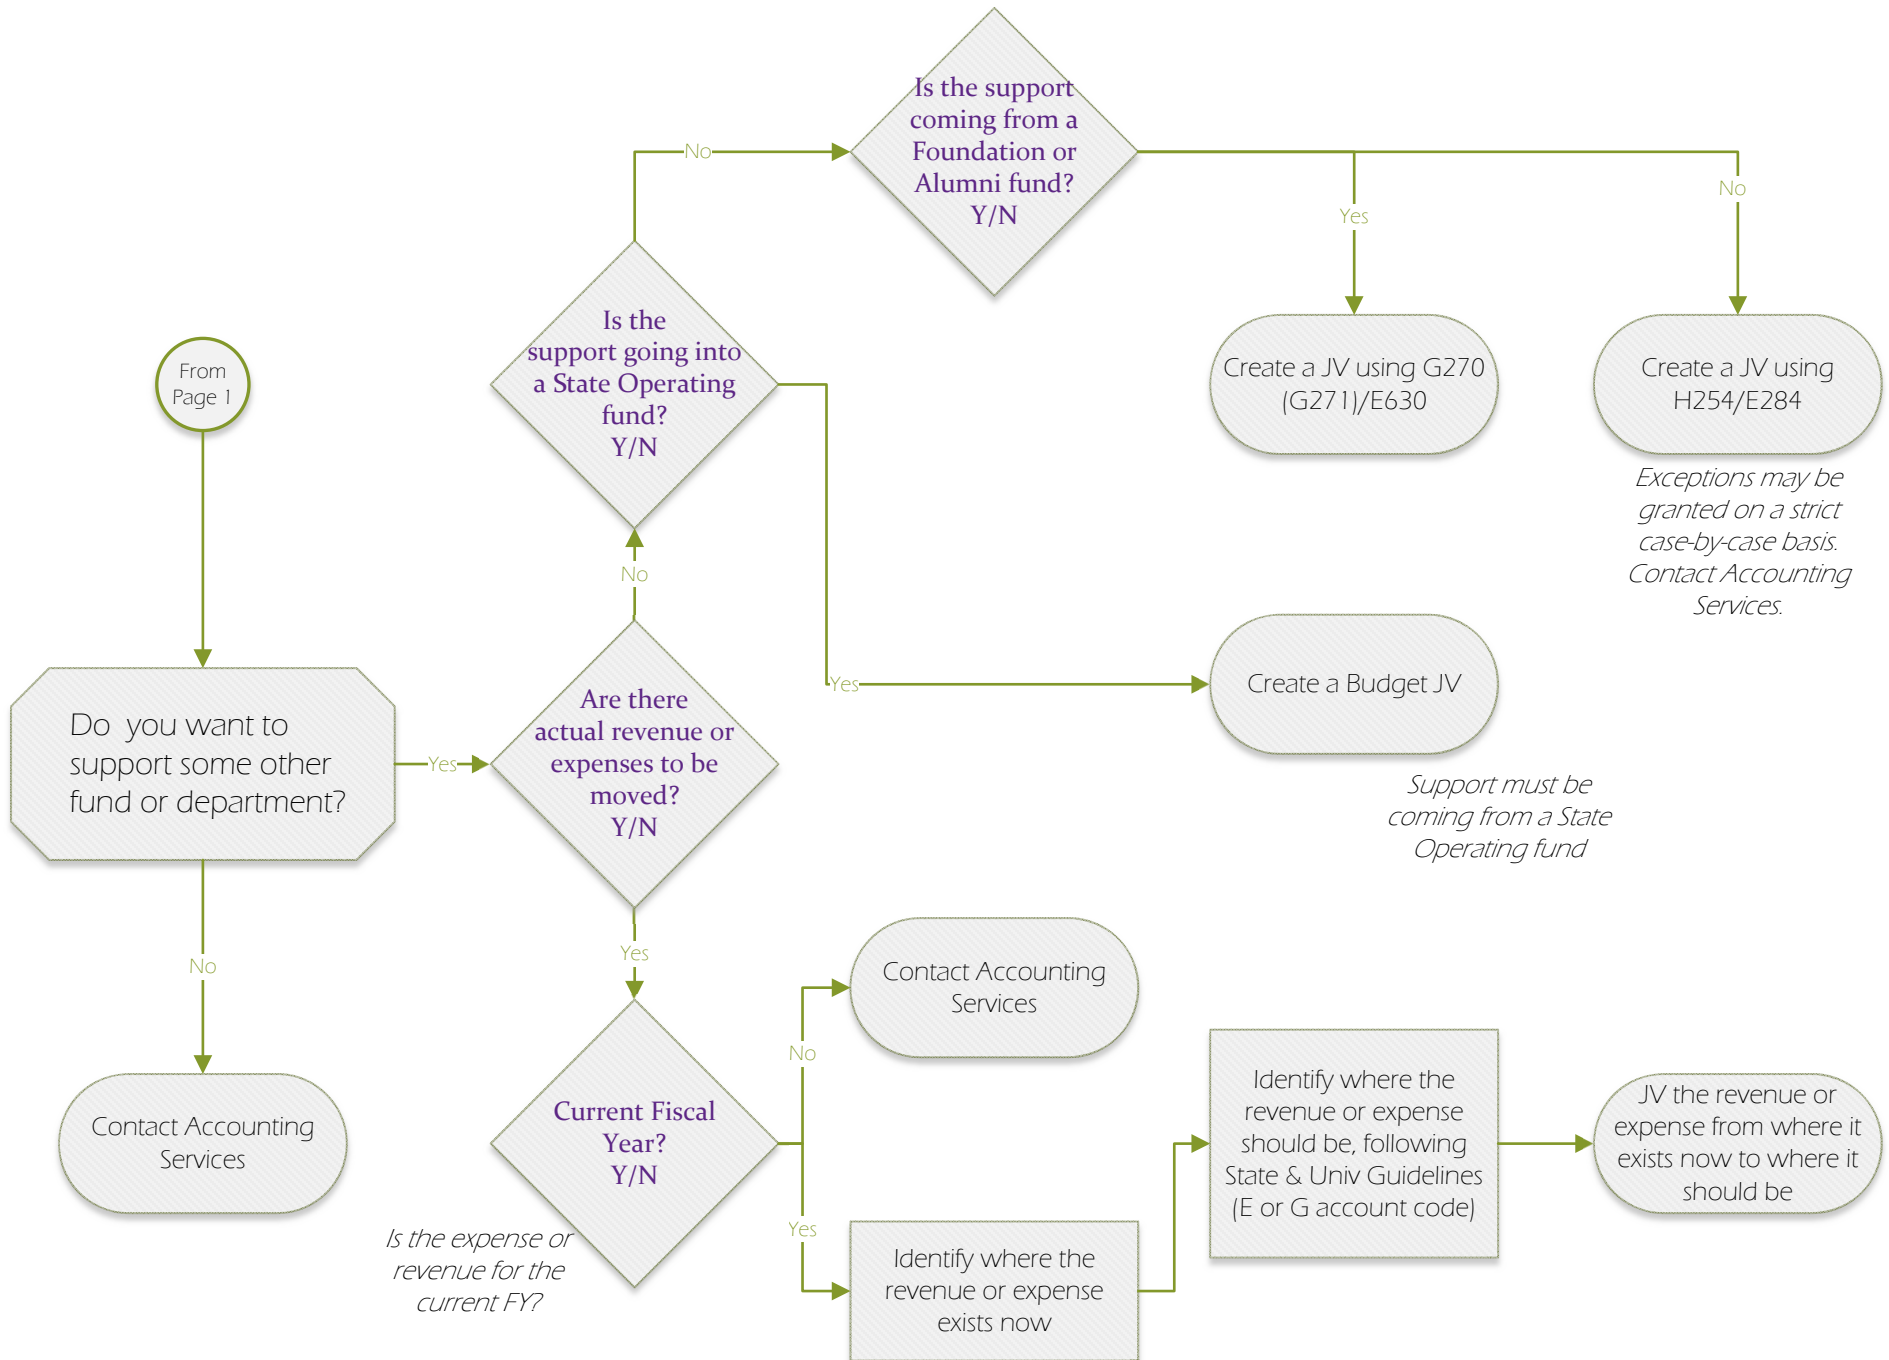 Is the support
coming from a
Foundation or
Alumni fund?
Y/N
No
Yes
No
Is the
support going into
a State Operating
fund?
Y/N
From
Page 1
Create a JV using G270
(G271)/E630
Create a JV using
H254/E284
Exceptions may be
granted on a strict
case-by-case basis.
Contact Accounting
Services.
No
Yes
Create a Budget JV
Support must be
coming from a State
Operating fund
Do you want to
support some other
fund or department?
Yes
Are there
actual revenue or
expenses to be
moved?
Y/N
No
Yes
Contact Accounting
Services
Contact Accounting
Services
No
Current Fiscal
Year?
Y/N
Yes
Is the expense or
revenue for the
current FY?
Identify where the
revenue or expense
exists now
Identify where the
revenue or expense
should be, following
State & Univ Guidelines
(E or G account code)
JV the revenue or
expense from where it
exists now to where it
should be